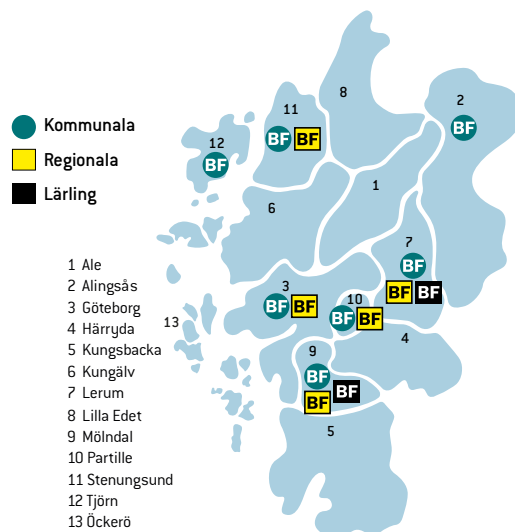 Kommunala
Regionala
Lärling
1 Ale
2 Alingsås
3 Göteborg
4 Härryda
5 Kungsbacka
6 Kungälv
7 Lerum
8 Lilla Edet
9 Mölndal
10 Partille
11 Stenungsund
12 Tjörn
13 Öckerö
8
2
11
BF BF
BF
12
BF
1
6
7
BF
BF BF
3
BF BF
10
BF BF
13
4
9
BF
BF
BF
5